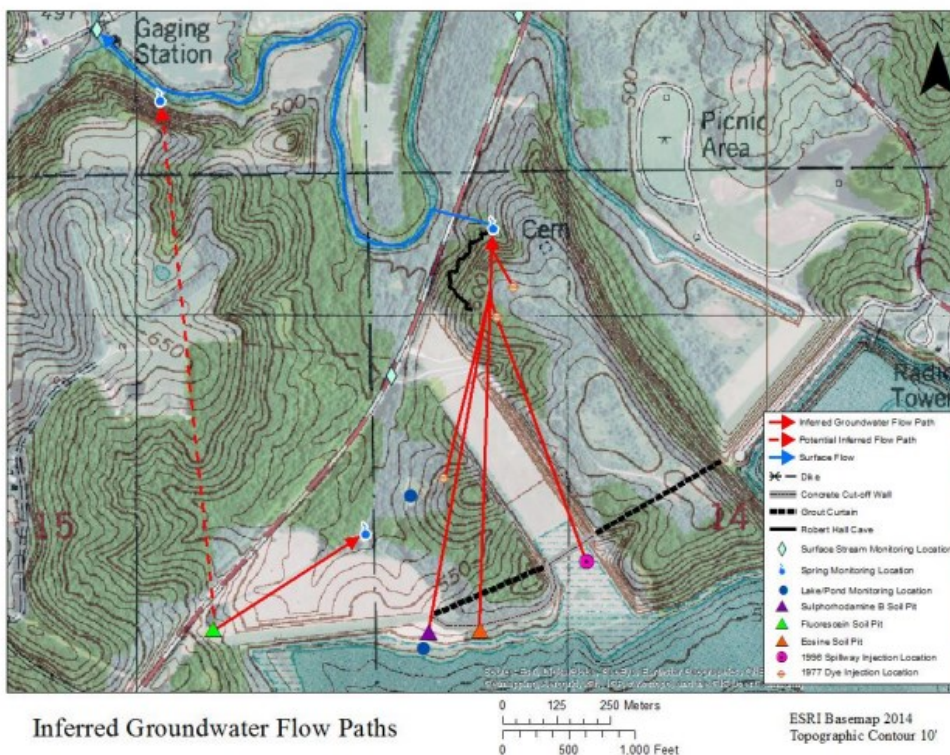 497
Gaging
Station
500
500
N
Picnic
Area
Cem
650
Radio
Tower
15
14
550
Inferred Groundwater Flow Path
Potential Inferred Flow Path
Surface Flow
Dike
Concrete Cut-off Wall
Grout Curtain
Robert Hall Cave
Surface Stream Monitoring Location
Spring Monitoring Location
Lake/Pond Monitoring Location
Sulphorhodamine B Soil Pit
Fluorescein Soil Pit
Eosine Soil Pit
1996 Spillway Injection Location
1977 Dye Injection Location
Inferred Groundwater Flow Paths
0 125 250 Meters
0 500 1,000 Feet
ESRI Basemap 2014
Topographic Contour 10'